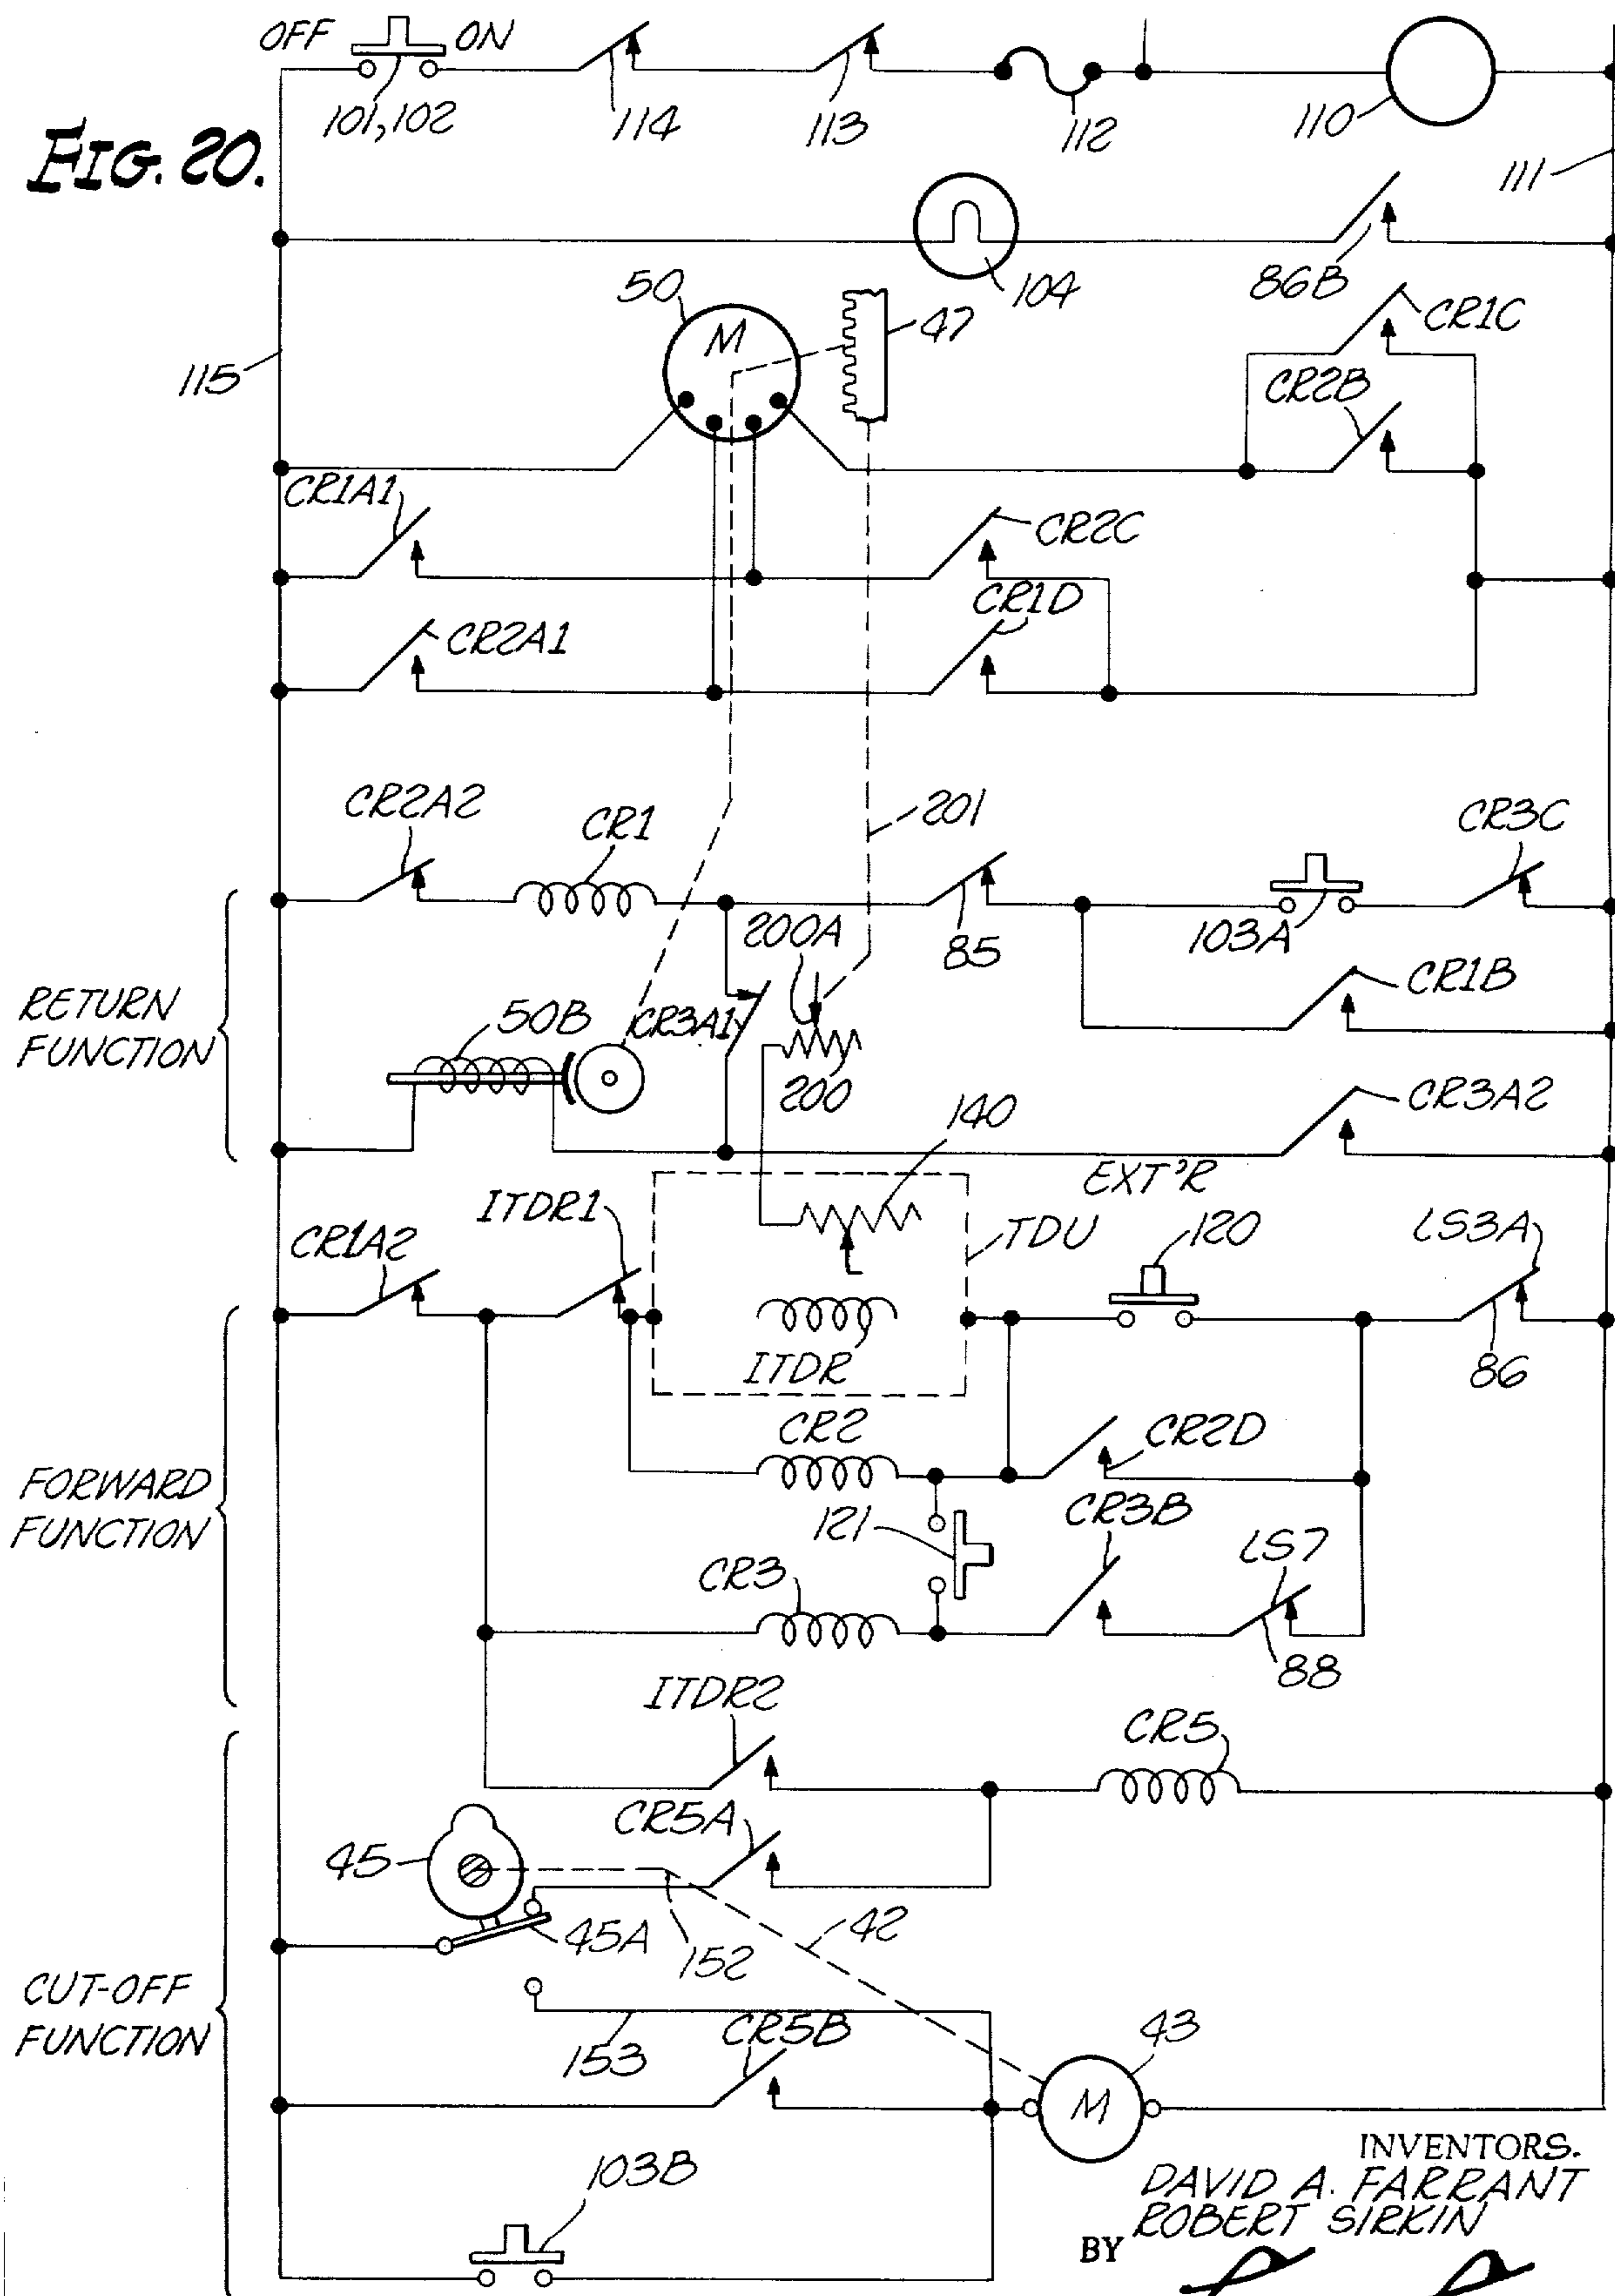 OFF ON
101,102
114
113
112
110
FIG. 20.
111
104
86B
50
M
47
CR1C
115
CR2B
CR1A1
CR2C
CR1D
CR2A1
CR2A2
CR1
201
CR3C
200A
85
103A
RETURN
FUNCTION
50B
CR3A1
CR1B
200
140
CR3A2
EXT'R
ITDR1
TDU
120
LS3A
CR1A2
ITDR
86
CR2
CR2D
FORWARD
FUNCTION
121
CR3B
LS7
CR3
88
ITDR2
CR5
CR5A
45
45A
152
42
CUT-OFF
FUNCTION
153
CR5B
43
M
103B
INVENTORS.
DAVID A. FARRANT
ROBERT SIRKIN
BY